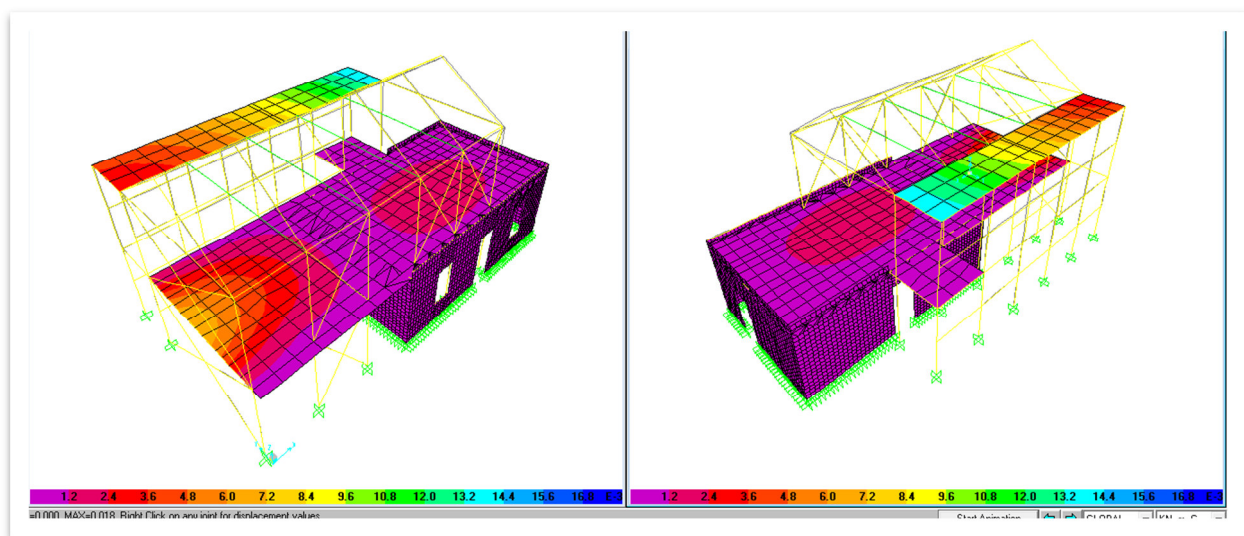 1.2 2.4 3.6 4.8 6.0 7.2 8.4 9.6 10.8 12.0 13.2 14.4 15.6 16.8 E-3
1.2 2.4 3.6 4.8 6.0 7.2 8.4 9.6 10.8 12.0 13.2 14.4 15.6 16.8 E-3
=0.000, MAX=0.018, Right Click on any joint for displacement values
Start Animation GLOBAL